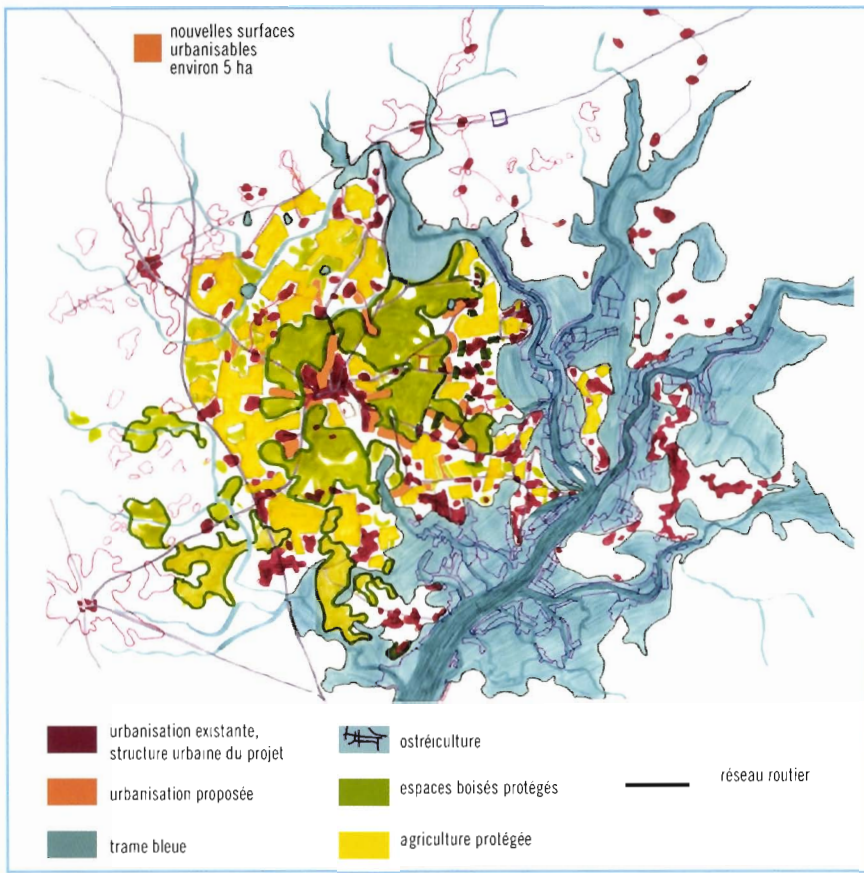 nouvelles surfaces
urbanisables
environ 5 ha
urbanisation existante,
structure urbaine du projet
urbanisation proposée
trame bleue
ostréiculture
espaces boisés protégés
agriculture protégée
réseau routier